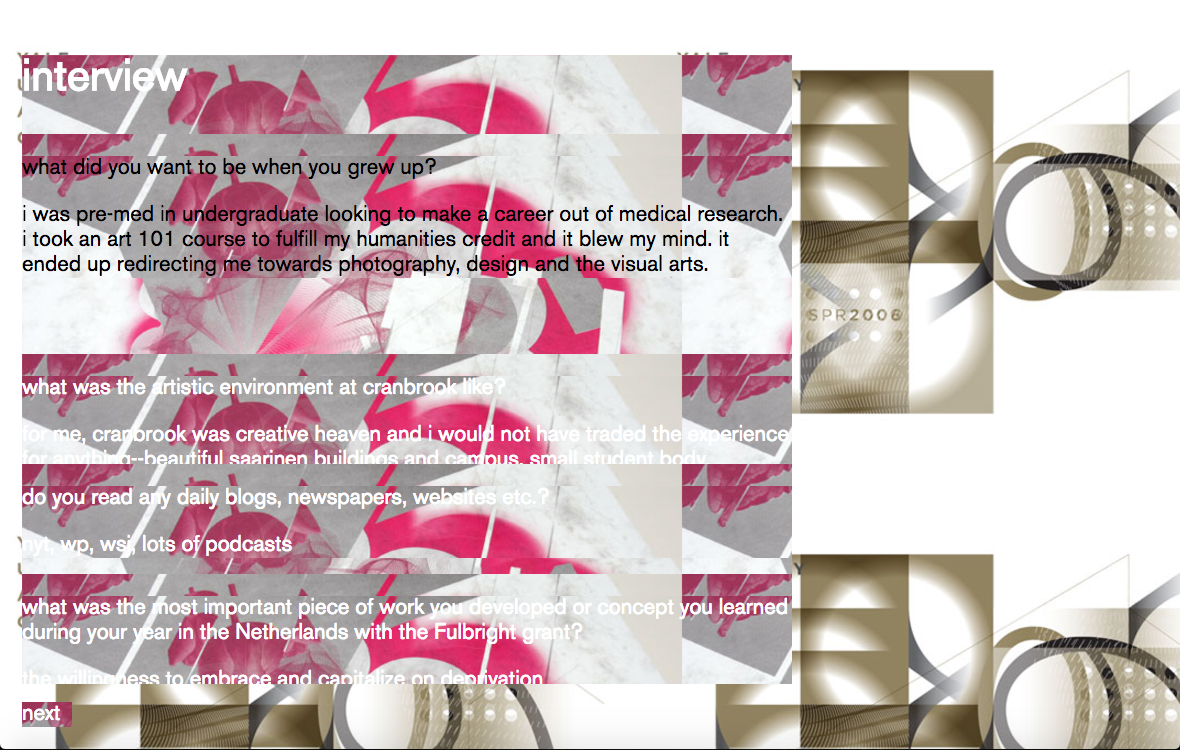 interview
what did you want to be when you grew up?
i was pre-med in undergraduate looking to make a career out of medical research.
i took an art 101 course to fulfill my humanities credit and it blew my mind. it
ended up redirecting me towards photography, design and the visual arts.
SPR2006
what was the artistic environment at cranbrook like?
for me, cranbrook was creative heaven and i would not have traded the experience
for anything--beautiful saarinen buildings and campus, small student body
do you read any daily blogs, newspapers, websites etc.?
nyt, wp, wsj, lots of podcasts
what was the most important piece of work you developed or concept you learned
during your year in the Netherlands with the Fulbright grant?
the willingness to embrace and capitalize on deprivation
next